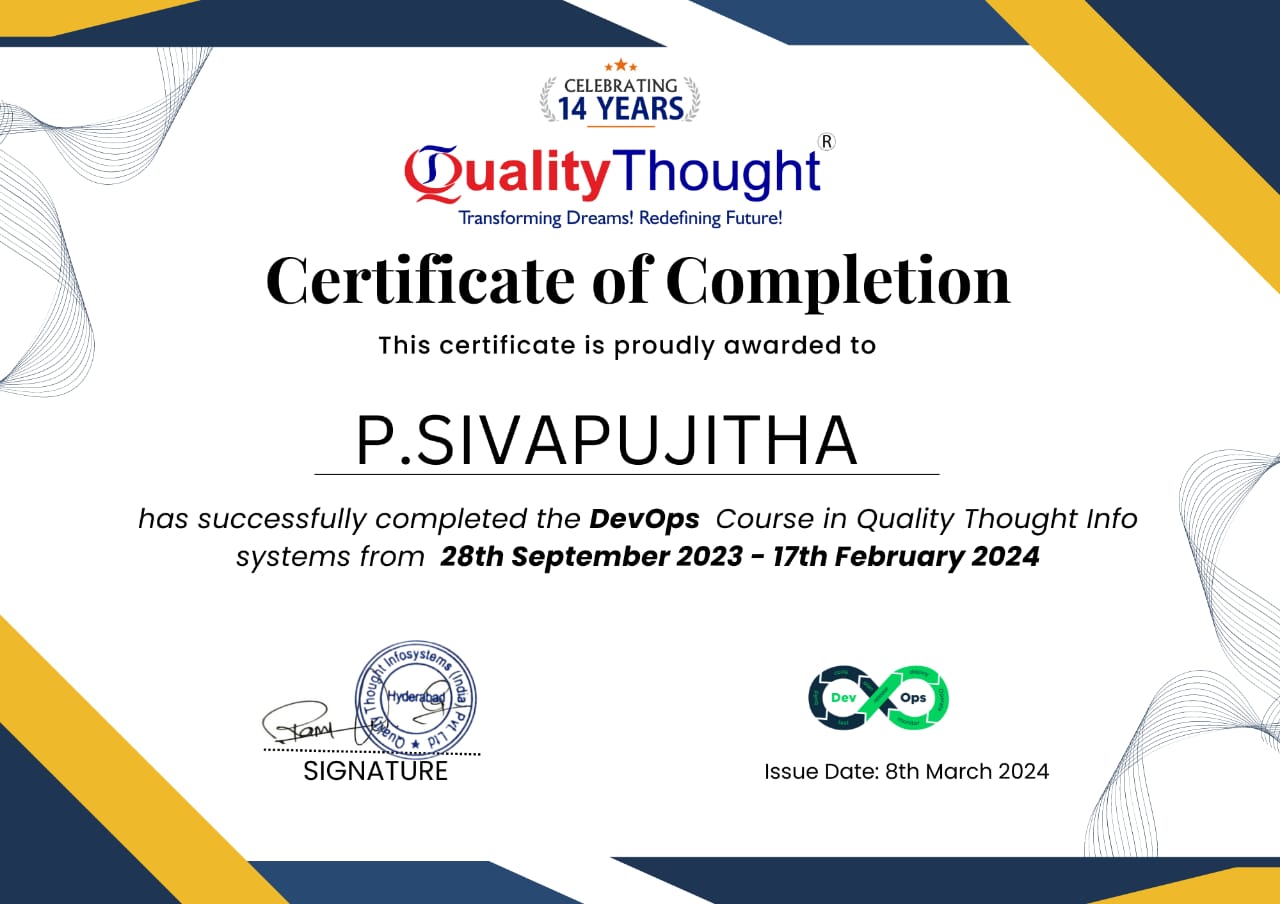 CELEBRATING
14 YEARS
QualityThought®
Transforming Dreams! Redefining Future!
Certificate of Completion
This certificate is proudly awarded to
P.SIVAPUJITHA
has successfully completed the DevOps Course in Quality Thought Info
systems from 28th September 2023 - 17th February 2024
Quality Thought Infosystems (India) Pvt Ltd ★
Hyderabad
SIGNATURE
Dev Ops
Issue Date: 8th March 2024